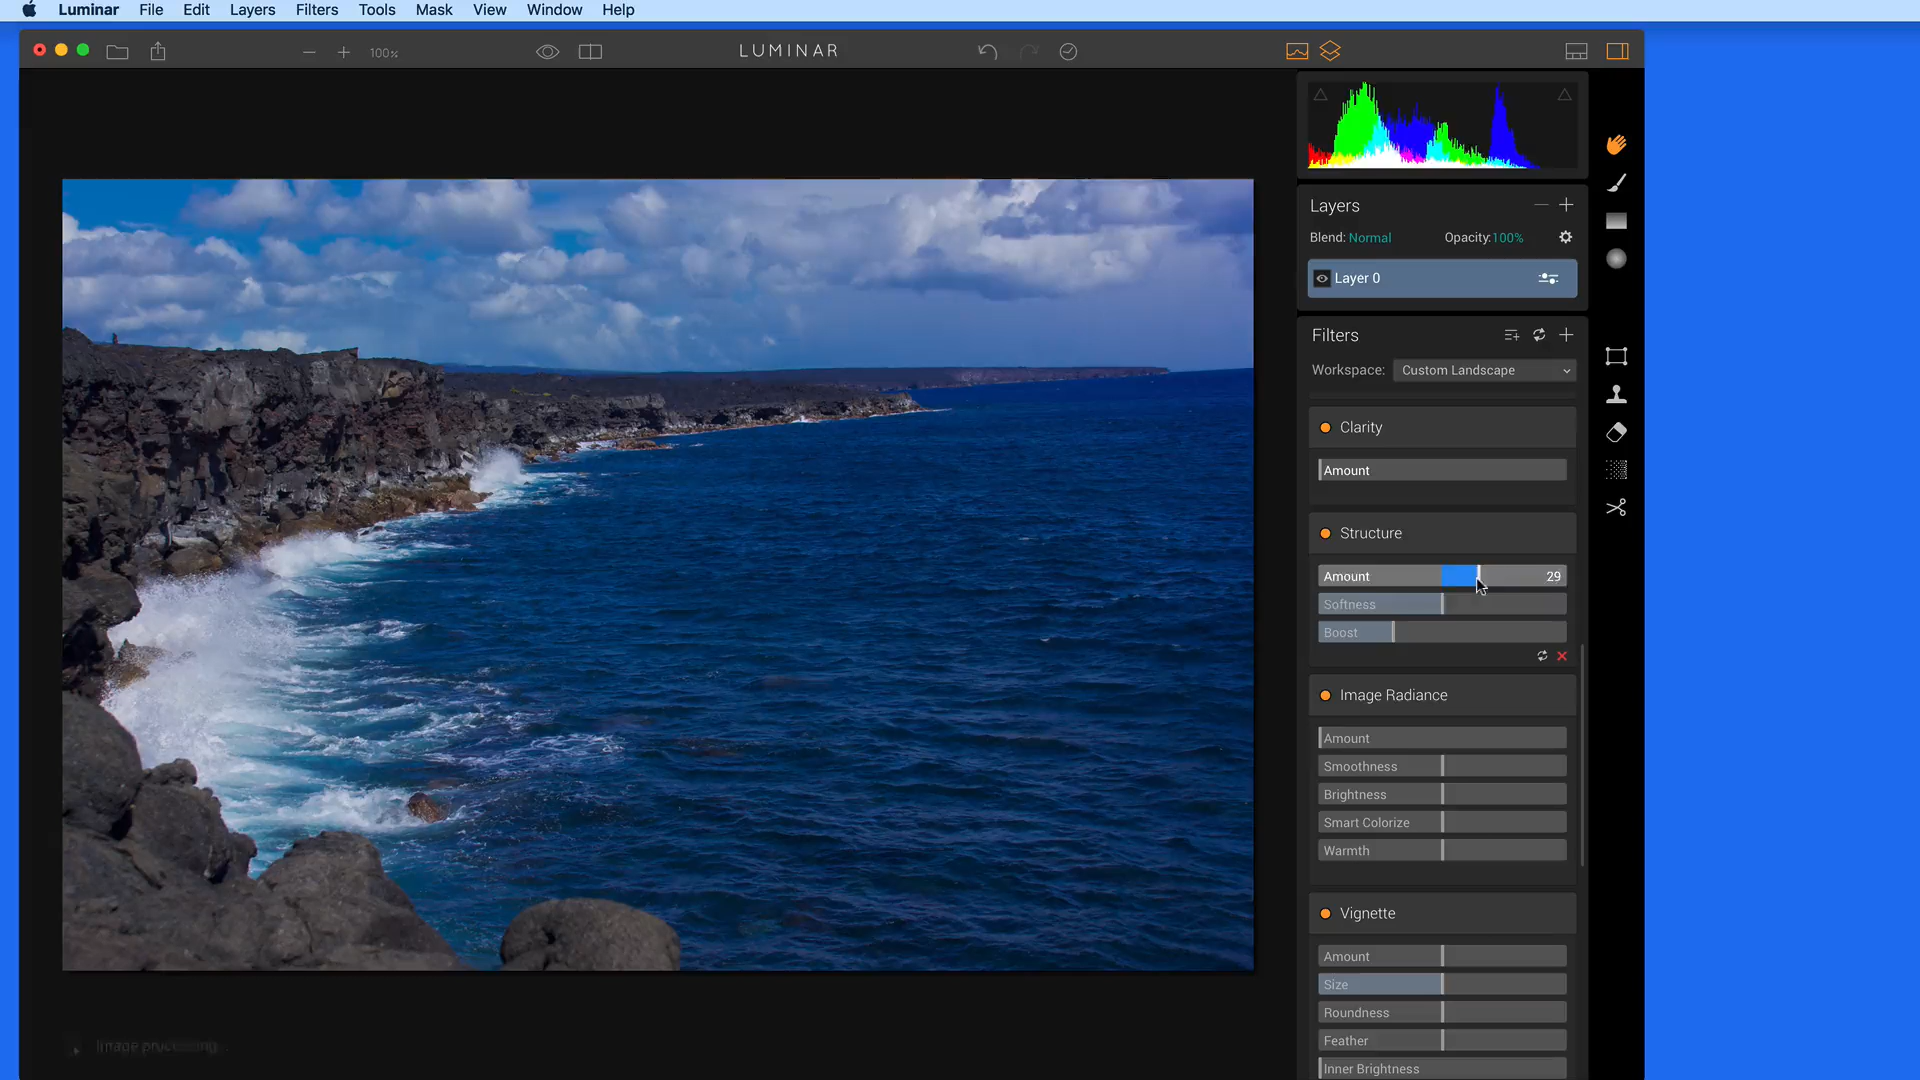 Luminar File Edit Layers Filters Tools Mask View Window Help
100%
LUMINAR
Layers
Blend: Normal Opacity:100%
Layer 0
Filters
Workspace: Custom Landscape
Clarity
Amount
Structure
Amount 29
Softness
Boost
Image Radiance
Amount
Smoothness
Brightness
Smart Colorize
Warmth
Vignette
Amount
Size
Roundness
Feather
Inner Brightness
Image processing...